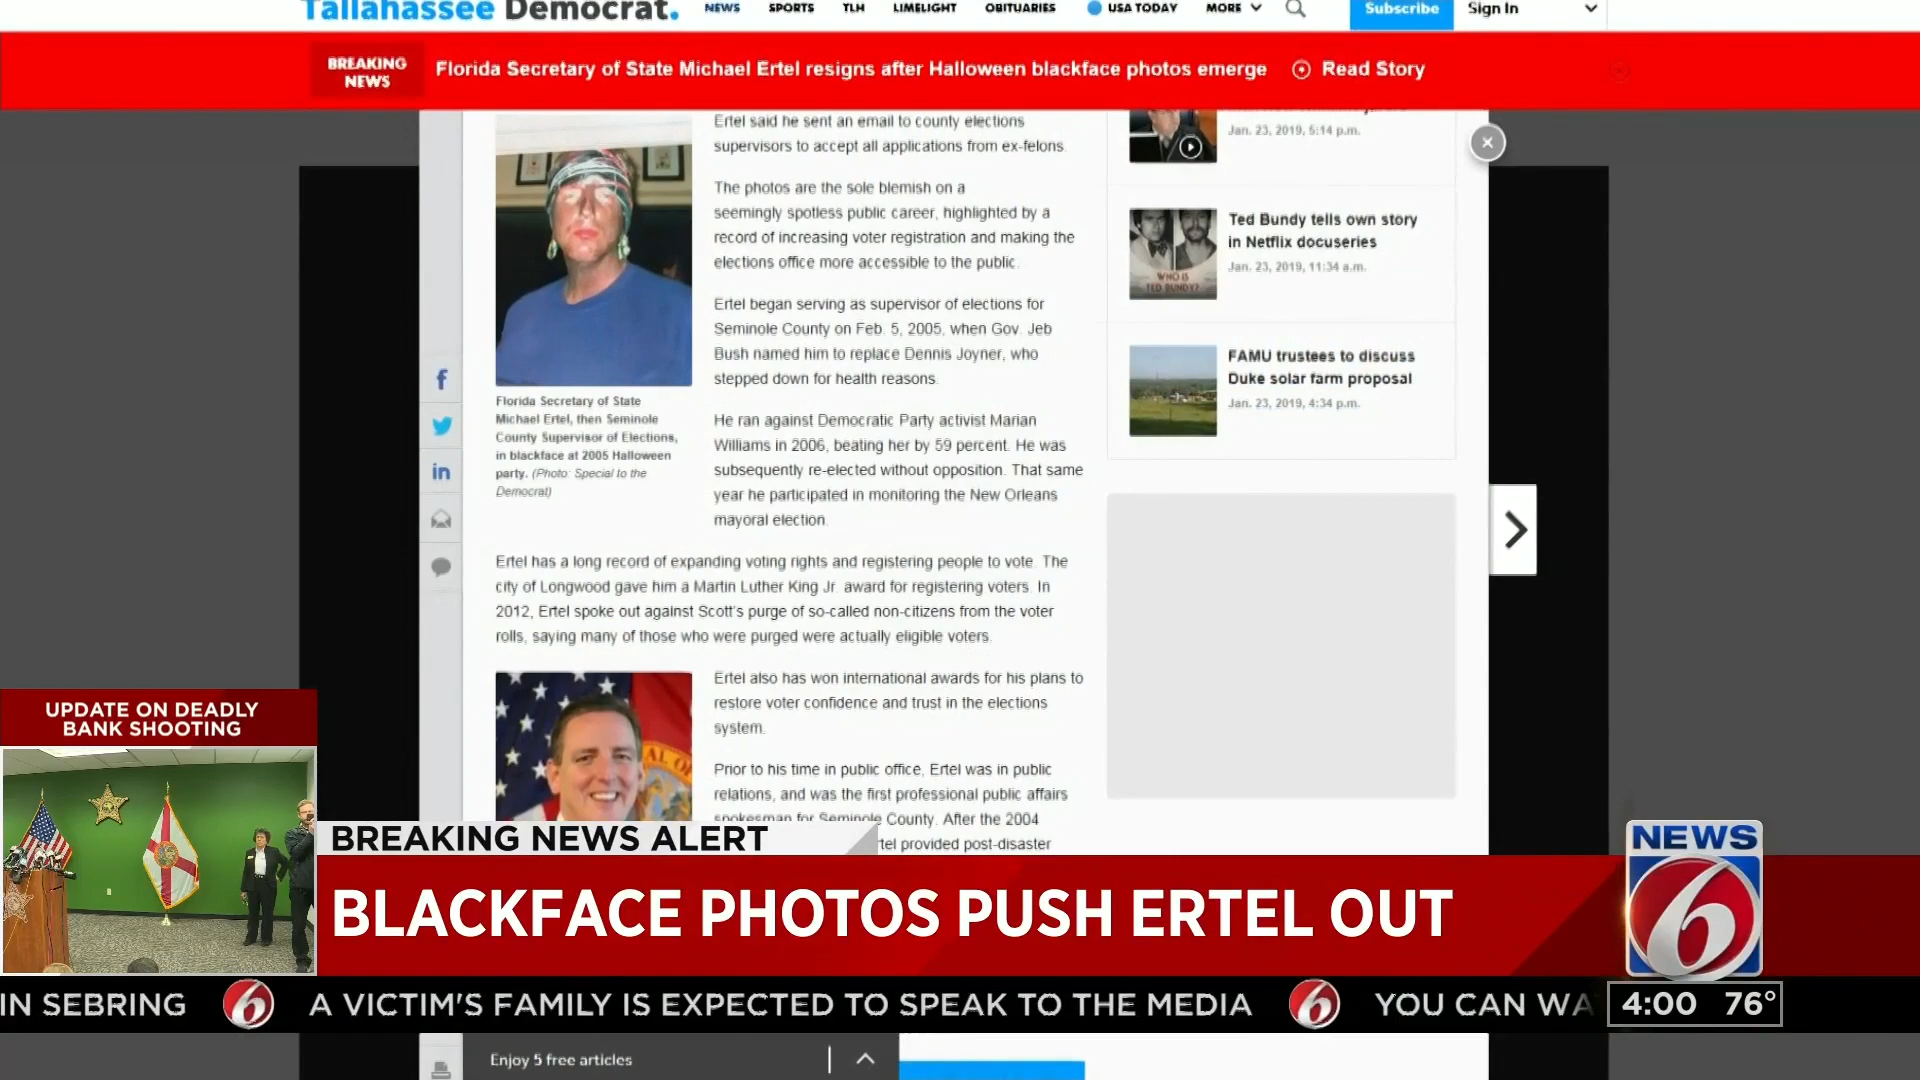 Tallahassee Democrat.
NEWS SPORTS TLH LIMELIGHT OBITUARIES USA TODAY MORE Subscribe Sign In
BREAKING NEWS
Florida Secretary of State Michael Ertel resigns after Halloween blackface photos emerge Read Story
Ertel said he sent an email to county elections
supervisors to accept all applications from ex-felons.
The photos are the sole blemish on a
seemingly spotless public career, highlighted by a
record of increasing voter registration and making the
elections office more accessible to the public.
Ertel began serving as supervisor of elections for
Seminole County on Feb. 5, 2005, when Gov. Jeb
Bush named him to replace Dennis Joyner, who
stepped down for health reasons.
Florida Secretary of State
Michael Ertel, then Seminole
County Supervisor of Elections,
in blackface at 2005 Halloween
party. (Photo: Special to the
Democrat)
He ran against Democratic Party activist Marian
Williams in 2006, beating her by 59 percent. He was
subsequently re-elected without opposition. That same
year he participated in monitoring the New Orleans
mayoral election.
Ertel has a long record of expanding voting rights and registering people to vote. The
city of Longwood gave him a Martin Luther King Jr. award for registering voters. In
2012, Ertel spoke out against Scott's purge of so-called non-citizens from the voter
rolls, saying many of those who were purged were actually eligible voters.
Ertel also has won international awards for his plans to
restore voter confidence and trust in the elections
system.
Prior to his time in public office, Ertel was in public
relations, and was the first professional public affairs
spokesman for Seminole County. After the 2004
rtel provided post-disaster
Jan. 23, 2019, 5:14 p.m.
WHO IS
TED BUNDY?
Ted Bundy tells own story
in Netflix docuseries
Jan. 23, 2019, 11:34 a.m.
FAMU trustees to discuss
Duke solar farm proposal
Jan. 23, 2019, 4:34 p.m.
UPDATE ON DEADLY
BANK SHOOTING
BREAKING NEWS ALERT
BLACKFACE PHOTOS PUSH ERTEL OUT
NEWS
6
IN SEBRING 6 A VICTIM'S FAMILY IS EXPECTED TO SPEAK TO THE MEDIA 6 YOU CAN WA
4:00 76°
Enjoy 5 free articles